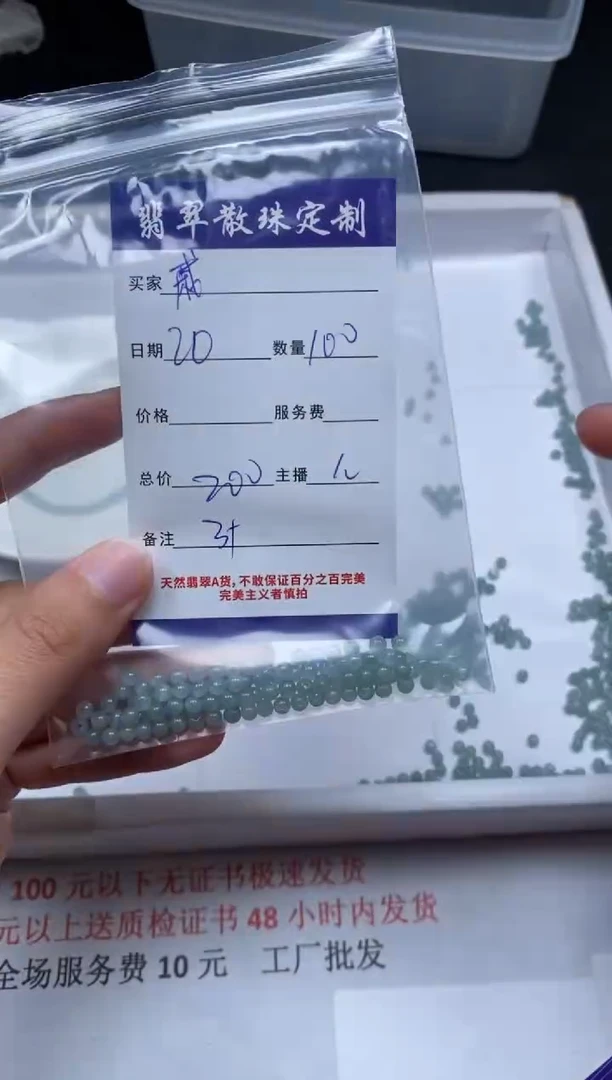 翡翠散珠定制
买家 戴
日期 20 数量 100
价格 服务费
总价 200 主播
备注 3+
天然翡翠A货，不敢保证百分之百完美
完美主义者慎拍
100 元以下无证书极速发货
元以上送质检证书 48 小时内发货
全场服务费 10 元 工厂批发